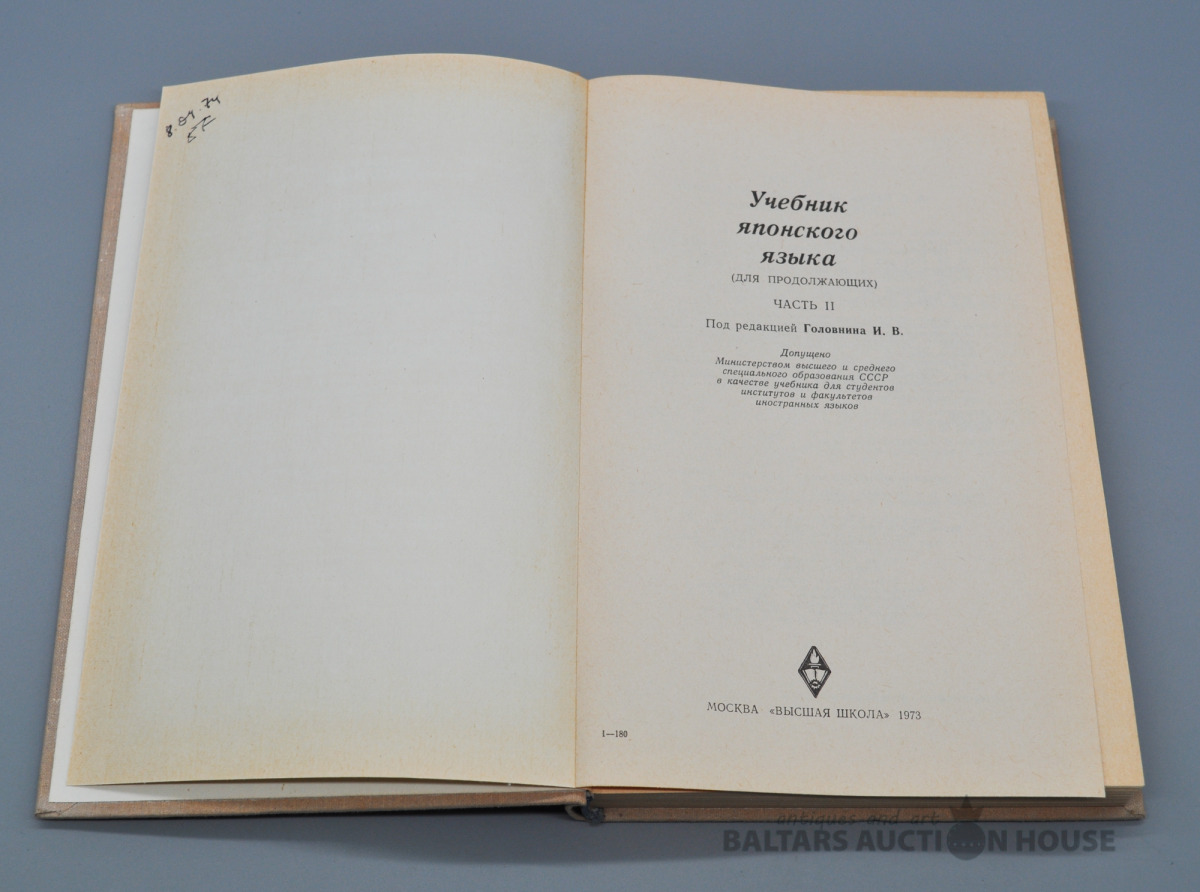 8.04.74
Учебник
японского
языка
(ДЛЯ ПРОДОЛЖАЮЩИХ)
ЧАСТЬ II
Под редакцией Головнина И. В.
Допущено
Министерством высшего и среднего
специального образования СССР
в качестве учебника для студентов
институтов и факультетов
иностранных языков
МОСКВА «ВЫСШАЯ ШКОЛА» 1973
1—180
antiques and art
BALTARS AUCTION HOUSE